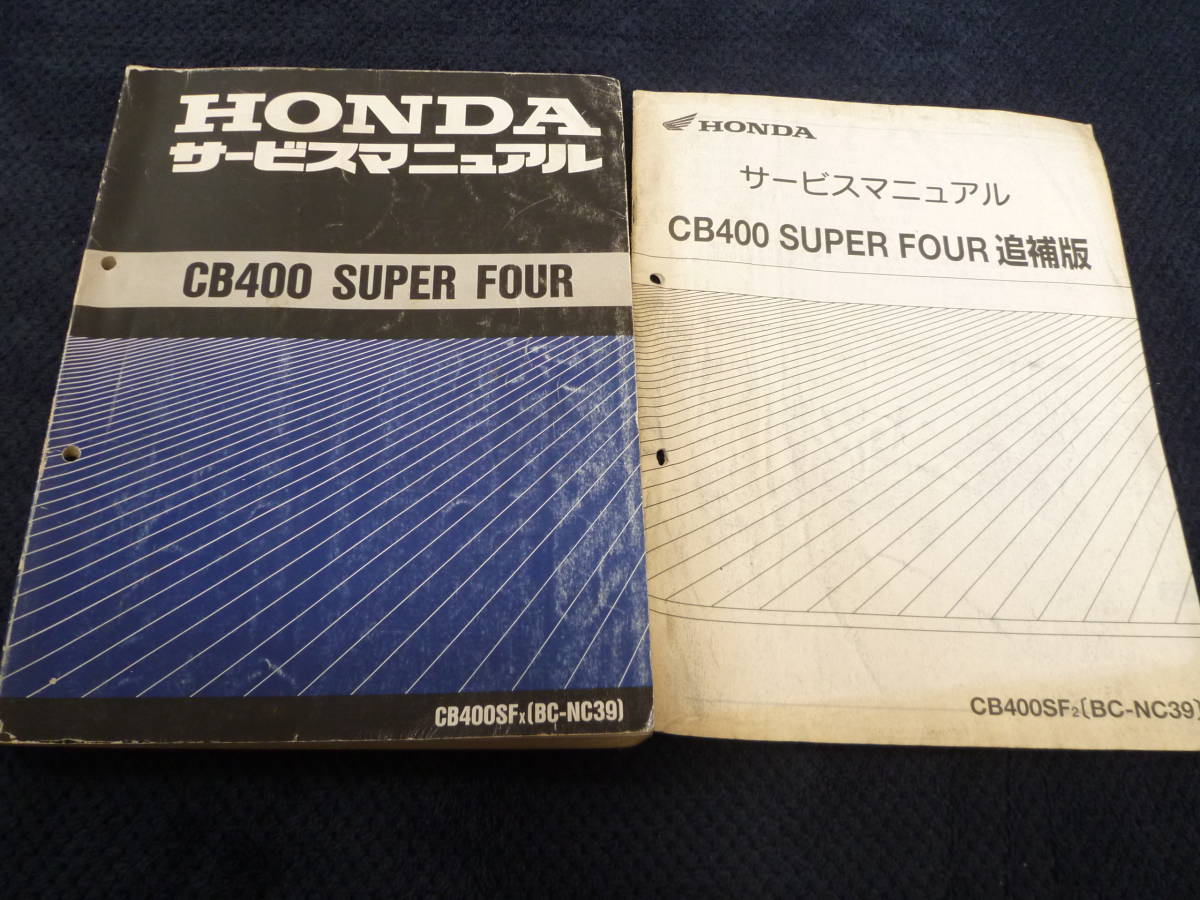 HONDA
サービスマニュアル
CB400 SUPER FOUR
CB400SFX(BC-NC39)
HONDA
サービスマニュアル
CB400 SUPER FOUR 追補版
CB400SF2(BC-NC39)